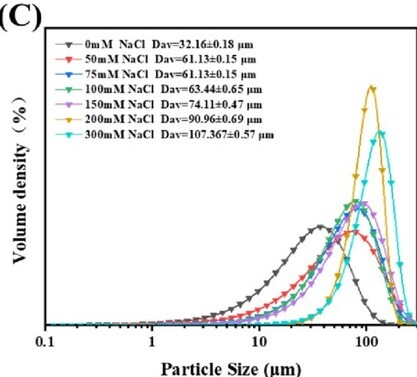 (C)
0mM NaCl Dav=32.16±0.18 μm
50mM NaCl Dav=61.13±0.15 μm
75mM NaCl Dav=61.13±0.15 μm
100mM NaCl Dav=63.44±0.65 μm
150mM NaCl Dav=74.11±0.47 μm
200mM NaCl Dav=90.96±0.69 μm
300mM NaCl Dav=107.367±0.57 μm
Volume density (%)
0.1 1 10 100
Particle Size (μm)